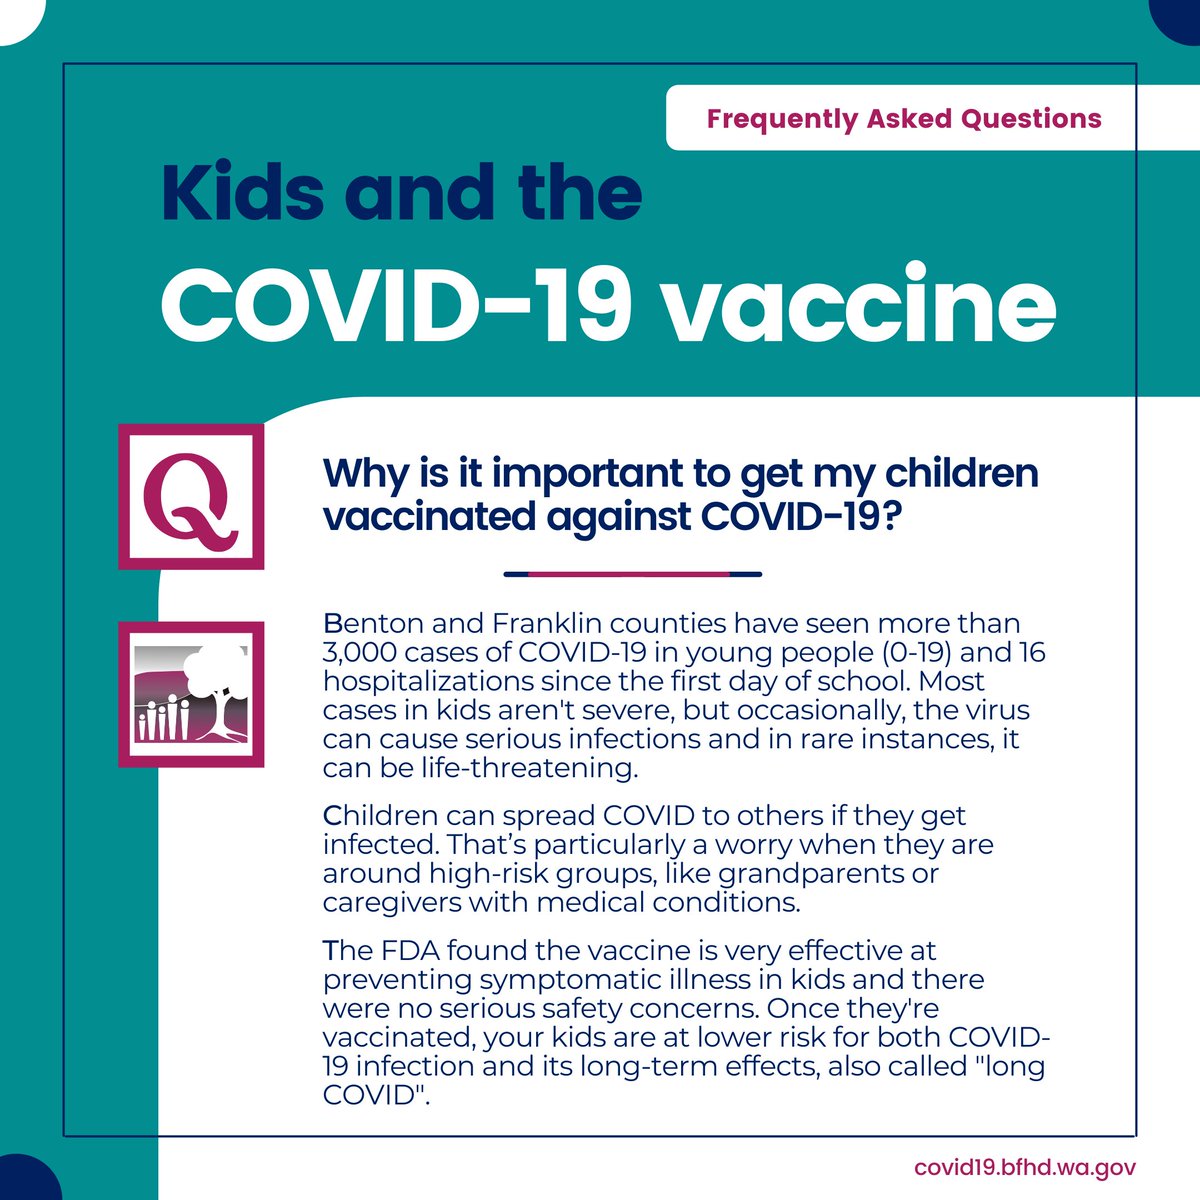 Frequently Asked Questions
Kids and the
COVID-19 vaccine
Q
Why is it important to get my children
vaccinated against COVID-19?
Benton and Franklin counties have seen more than
3,000 cases of COVID-19 in young people (0-19) and 16
hospitalizations since the first day of school. Most
cases in kids aren't severe, but occasionally, the virus
can cause serious infections and in rare instances, it
can be life-threatening.
Children can spread COVID to others if they get
infected. That’s particularly a worry when they are
around high-risk groups, like grandparents or
caregivers with medical conditions.
The FDA found the vaccine is very effective at
preventing symptomatic illness in kids and there
were no serious safety concerns. Once they're
vaccinated, your kids are at lower risk for both COVID-
19 infection and its long-term effects, also called "long
COVID".
covid19.bfhd.wa.gov